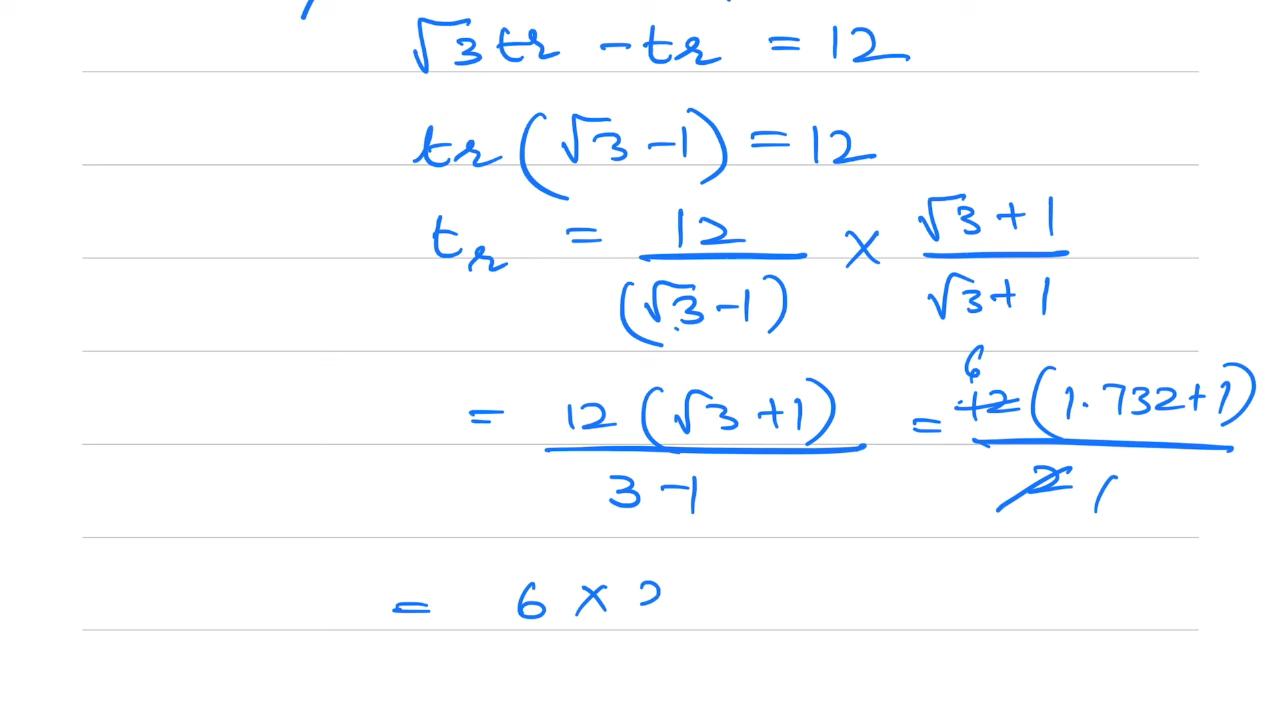 √3 tr - tr = 12
tr (√3 - 1) = 12
tr = 12 / (√3 - 1) × √3 + 1 / √3 + 1
= 12 (√3 + 1) / 3 - 1 = 6 12 (1.732 + 1) / 2 1
= 6 ×